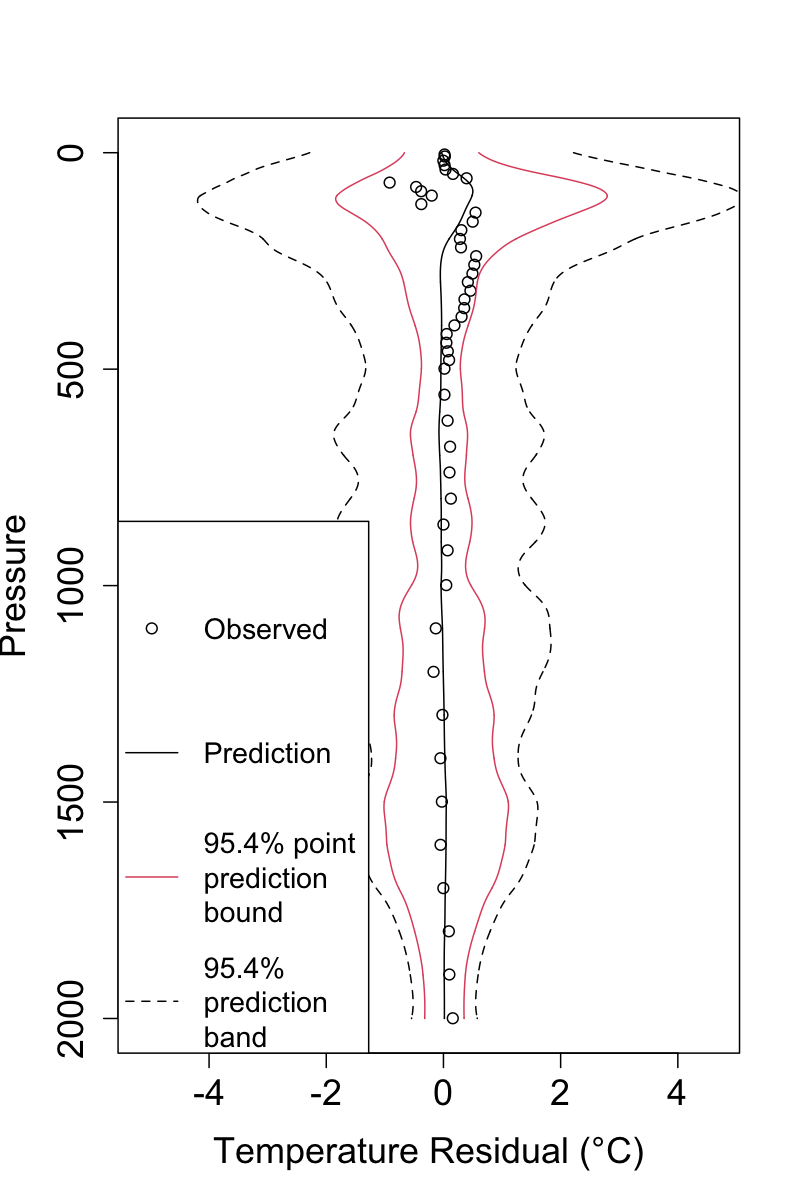 0
500
1000
1500
2000
Pressure
Observed
Prediction
95.4% point
prediction
bound
95.4%
prediction
band
-4
-2
0
2
4
Temperature Residual (°C)